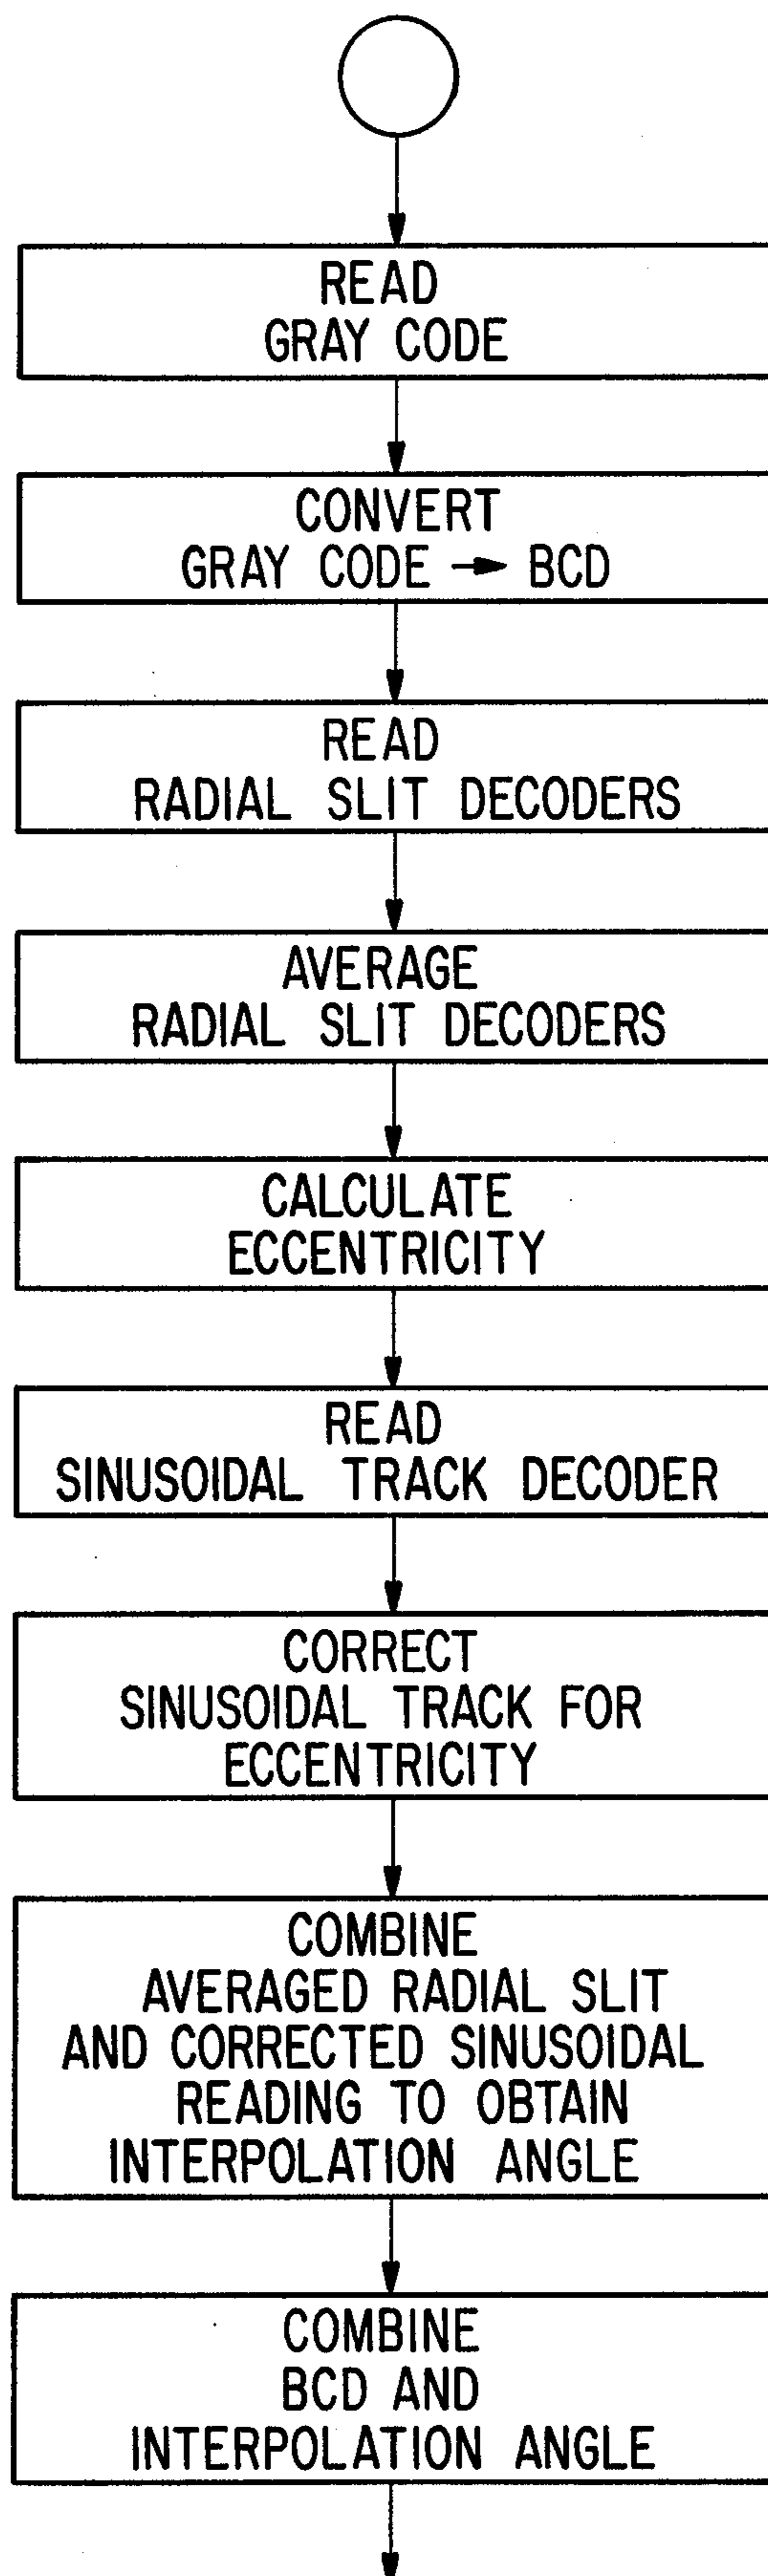 READ
GRAY CODE
CONVERT
GRAY CODE → BCD
READ
RADIAL SLIT DECODERS
AVERAGE
RADIAL SLIT DECODERS
CALCULATE
ECCENTRICITY
READ
SINUSOIDAL TRACK DECODER
CORRECT
SINUSOIDAL TRACK FOR
ECCENTRICITY
COMBINE
AVERAGED RADIAL SLIT
AND CORRECTED SINUSOIDAL
READING TO OBTAIN
INTERPOLATION ANGLE
COMBINE
BCD AND
INTERPOLATION ANGLE